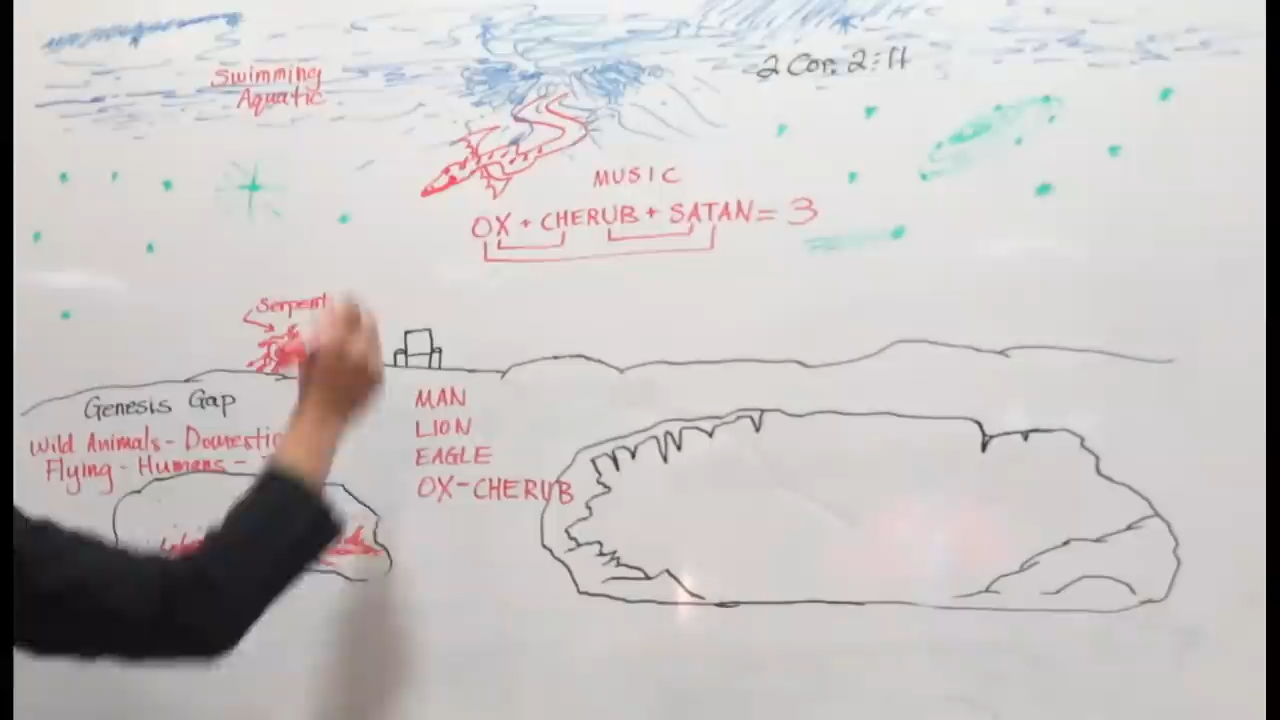 Swimming
Aquatic
2 Cor. 2:11
MUSIC
OX + CHERUB + SATAN = 3
Serpent
Genesis Gap
Wild Animals - Domestic
Flying - Humans -
MAN
LION
EAGLE
OX-CHERUB